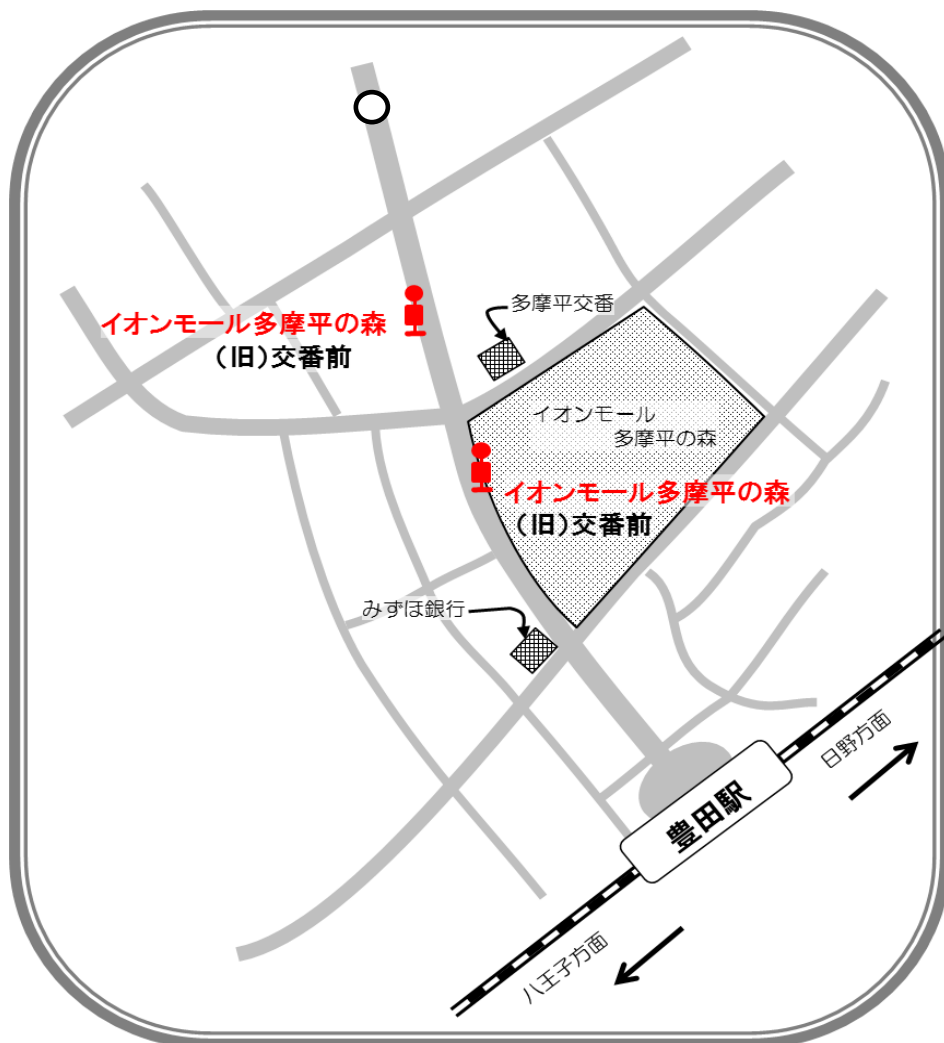 多摩平交番
イオンモール多摩平の森
（旧）交番前
イオンモール
多摩平の森
イオンモール多摩平の森
（旧）交番前
みずほ銀行
豊田駅
日野方面
八王子方面